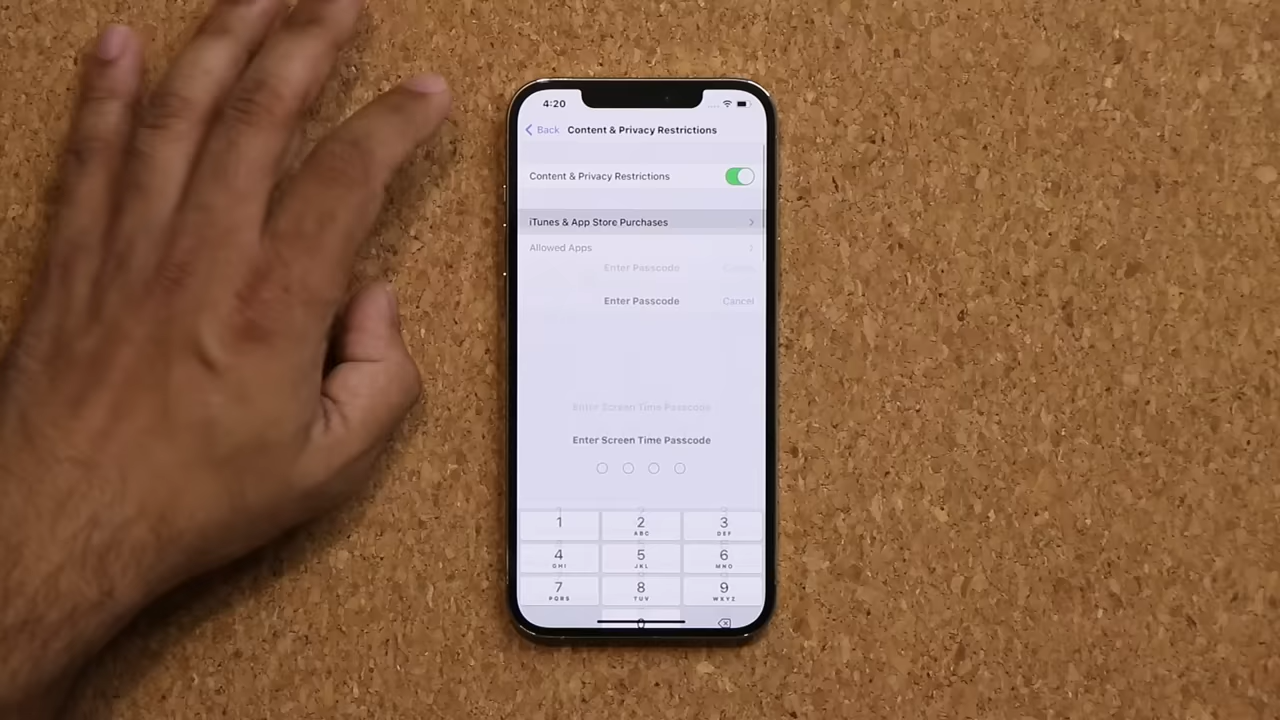 4:20
Back Content & Privacy Restrictions
Content & Privacy Restrictions
iTunes & App Store Purchases
Allowed Apps
Enter Passcode
Enter Passcode Cancel
Enter Screen Time Passcode
Enter Screen Time Passcode
1 2 3
ABC DEF
4 5 6
GHI JKL MNO
7 8 9
PQRS TUV WXYZ
0